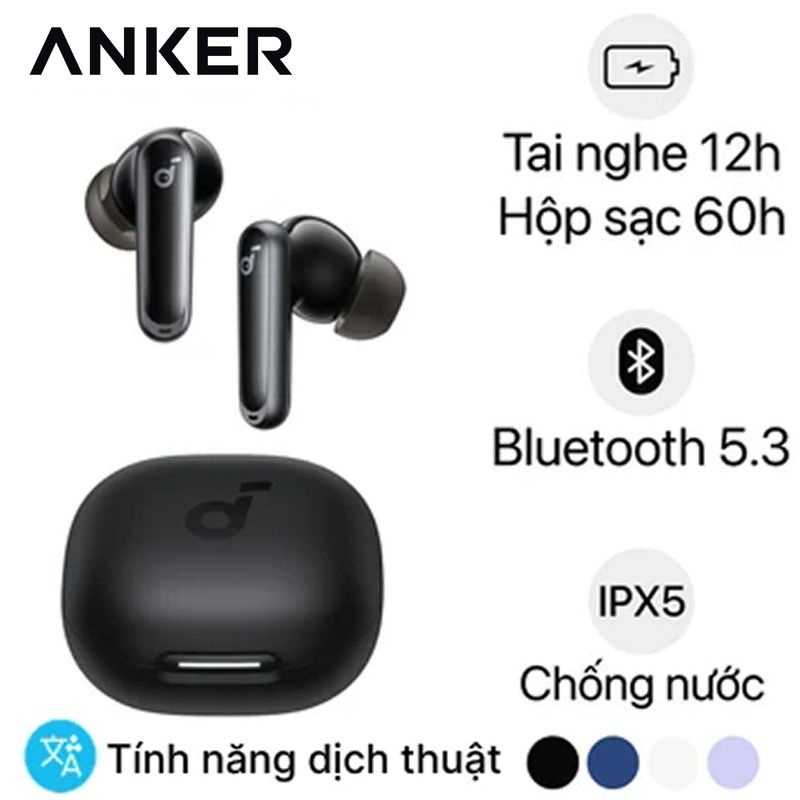 ANKER
Tai nghe 12h
Hộp sạc 60h
Bluetooth 5.3
IPX5
Chống nước
Tính năng dịch thuật